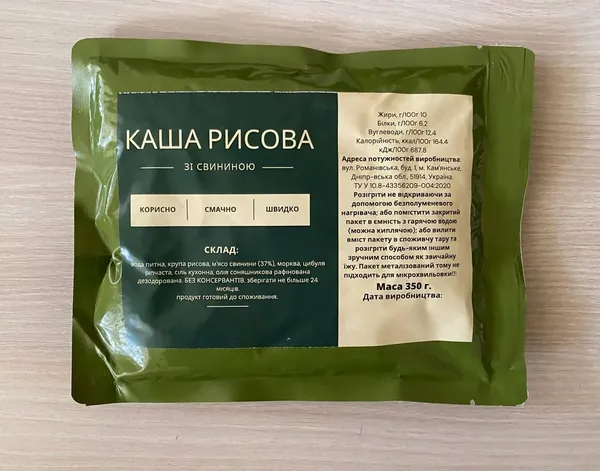 КАША РИСОВА
ЗІ СВИНИНОЮ
КОРИСНО
СМАЧНО
ШВИДКО
СКЛАД:
вода питна, крупа рисова, м'ясо свинини (37%), морква, цибуля
ріпчаста, сіль кухонна, олія соняшникова рафінована
дезодорована. БЕЗ КОНСЕРВАНТІВ. зберігати не більше 24
місяців.
продукт готовий до споживання.
Жири, г/100г 10
Білки, г/100г 6,2
Вуглеводи, г/100г 12.4
Калорійність, ккал/100г 164.4
кДж/100г 687.8
Адреса потужностей виробництва:
вул. Романівська, буд. 1, м. Кам'янське,
Дніпр-вська обл., 51914, Україна.
ТУ У 10.8-43356209-004:2020
Розігріти не відкриваючи за
допомогою безполуменевого
нагрівача; або помістити закритий
пакет в ємність з гарячою водою
(можна киплячою); або вилити
вміст пакету в споживчу тару та
розігріти будь-яким іншим
зручним способом як звичайну
їжу. Пакет металізований тому не
підходить для мікрохвильовки!!!
Маса 350 г.
Дата виробництва: